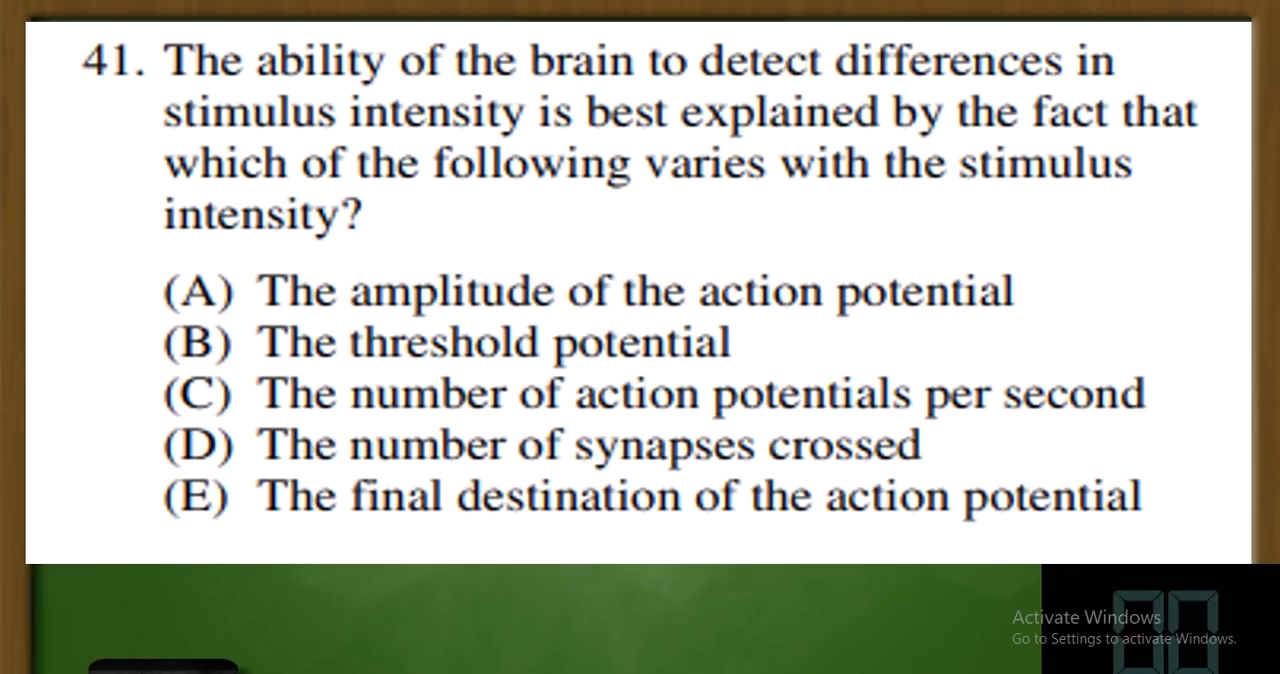 41. The ability of the brain to detect differences in
stimulus intensity is best explained by the fact that
which of the following varies with the stimulus
intensity?
(A) The amplitude of the action potential
(B) The threshold potential
(C) The number of action potentials per second
(D) The number of synapses crossed
(E) The final destination of the action potential
Activate Windows
Go to Settings to activate Windows.